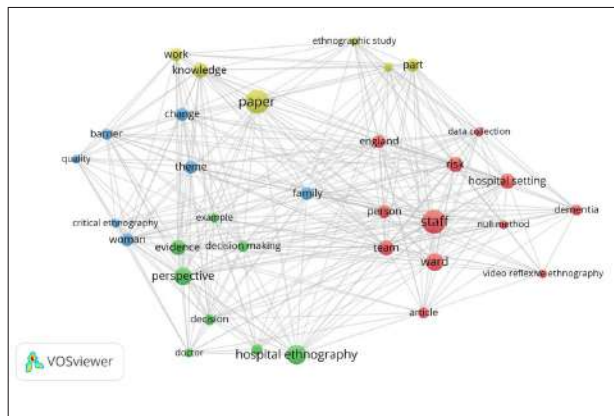 ethnographic study
work
part
knowledge
paper
change
data collection
barrier
england
risk
quality
theme
hospital setting
family
dementia
critical ethnography
example
person
staff
null method
woman
evidence
decision making
team
ward
perspective
video reflexive ethnography
article
decision
doctor
hospital ethnography
VOSviewer